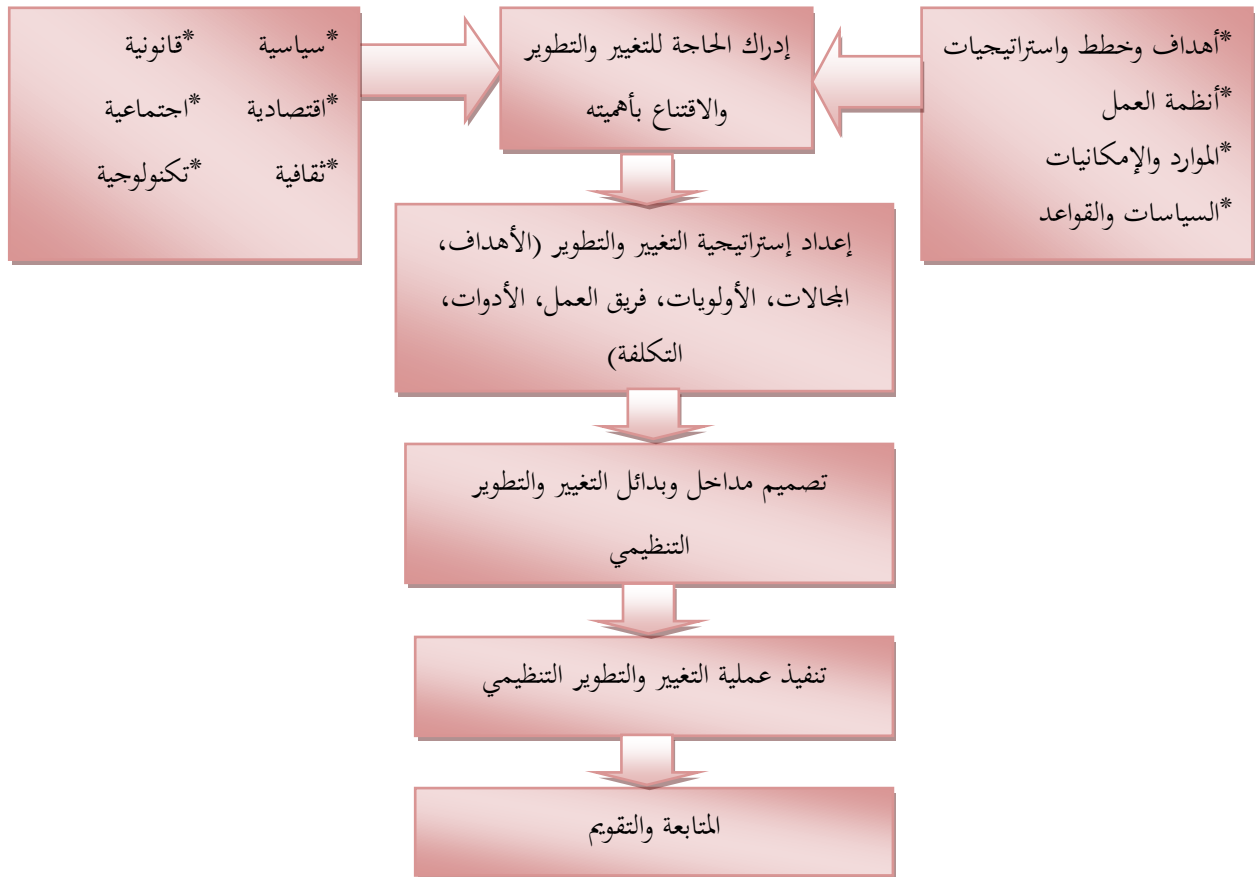 *أهداف وخطط واستراتيجيات
*أنظمة العمل
*الموارد والإمكانيات
*السياسات والقواعد
إدراك الحاجة للتغيير والتطوير
والاقتناع بأهميته
*سياسية *قانونية
*اقتصادية *اجتماعية
*ثقافية *تكنولوجية
إعداد إستراتيجية التغيير والتطوير (الأهداف،
المجالات، الأولويات، فريق العمل، الأدوات،
التكلفة)
تصميم مداخل وبدائل التغيير والتطوير
التنظيمي
تنفيذ عملية التغيير والتطوير التنظيمي
المتابعة والتقويم